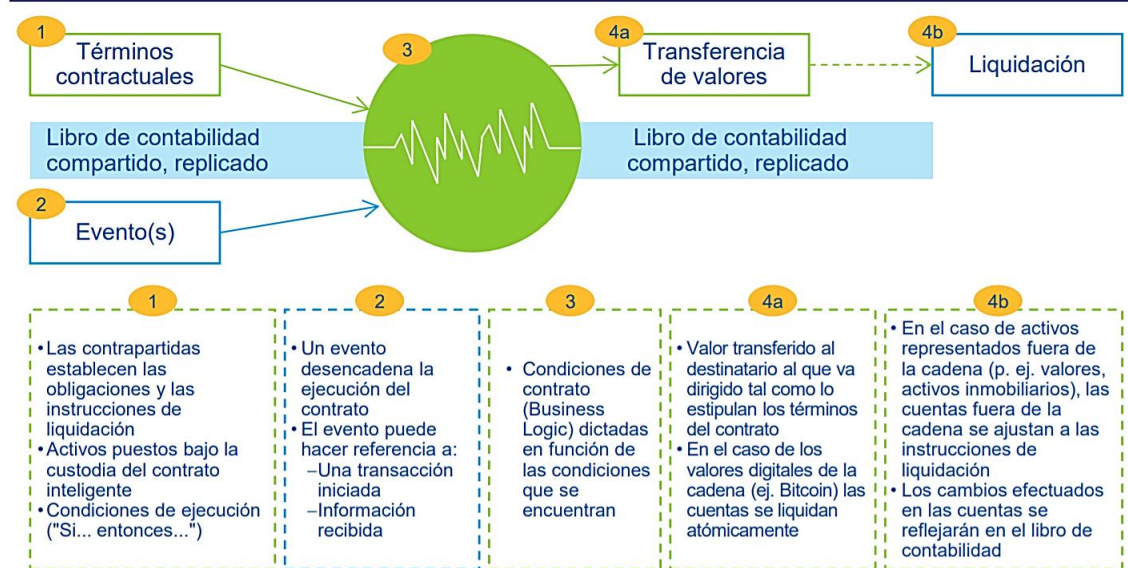 1
Términos
contractuales
3
4a
Transferencia
de valores
4b
Liquidación
Libro de contabilidad
compartido, replicado
Libro de contabilidad
compartido, replicado
2
Evento(s)
1
• Las contrapartidas
establecen las
obligaciones y las
instrucciones de
liquidación
• Activos puestos bajo la
custodia del contrato
inteligente
• Condiciones de ejecución
("Si... entonces...")
2
• Un evento
desencadena la
ejecución del
contrato
• El evento puede
hacer referencia a:
–Una transacción
iniciada
–Información
recibida
3
• Condiciones de
contrato
(Business
Logic) dictadas
en función de
las condiciones
que se
encuentran
4a
• Valor transferido al
destinatario al que va
dirigido tal como lo
estipulan los términos
del contrato
• En el caso de los
valores digitales de la
cadena (ej. Bitcoin) las
cuentas se liquidan
atómicamente
4b
• En el caso de activos
representados fuera de
la cadena (p. ej. valores,
activos inmobiliarios), las
cuentas fuera de la
cadena se ajustan a las
instrucciones de
liquidación
• Los cambios efectuados
en las cuentas se
reflejarán en el libro de
contabilidad